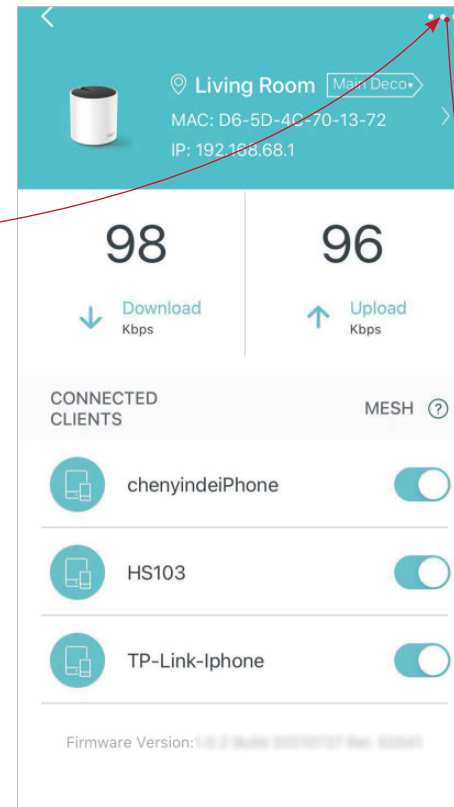 Living Room Main Deco
MAC: D6-5D-4C-70-13-72
IP: 192.168.68.1
98 96
Download Upload
Kbps Kbps
CONNECTED
CLIENTS
MESH ?
chenyindeiPhone
HS103
TP-Link-Iphone
Firmware Version: